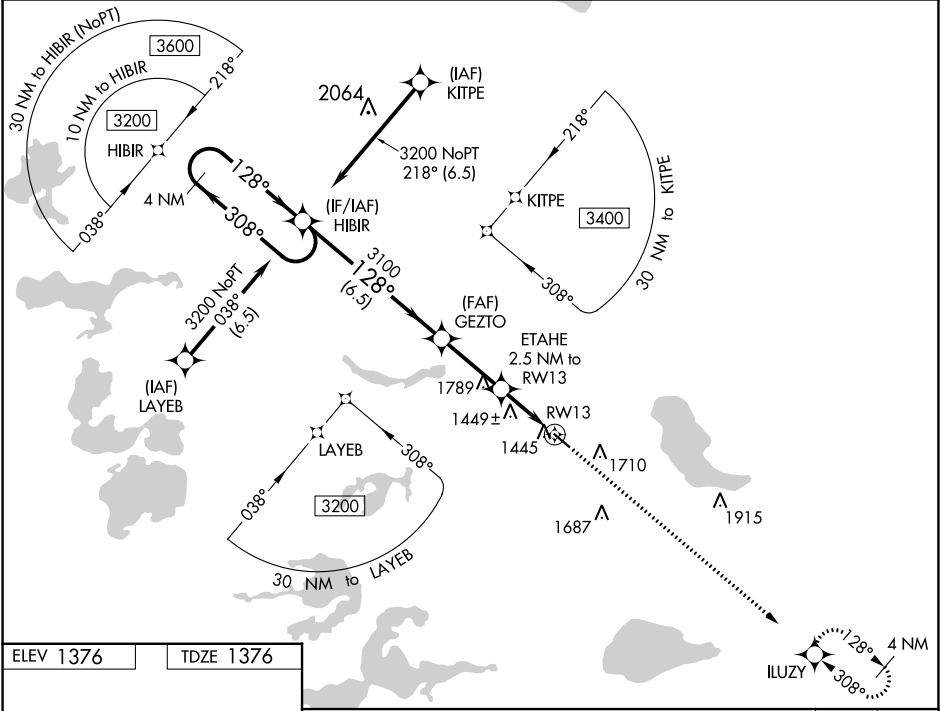 30 NM to HIBIR (NoPT)
3600
218°
10 NM to HIBIR
3200
HIBIR
038°
2064
(IAF)
KITPE
3200 NoPT
218° (6.5)
128°
4 NM
308°
(IF/IAF)
HIBIR
218°
KITPE
3400
30 NM to KITPE
308°
3100
128°
(6.5)
3200 NoPT
038°
(6.5)
(IAF)
LAYEB
(FAF)
GEZTO
ETAHE
2.5 NM to
RW13
1789
1449±
1445
RW13
1710
1687
1915
LAYEB
308°
038°
3200
30 NM to LAYEB
ELEV 1376
TDZE 1376
128°
4 NM
308°
ILUZY